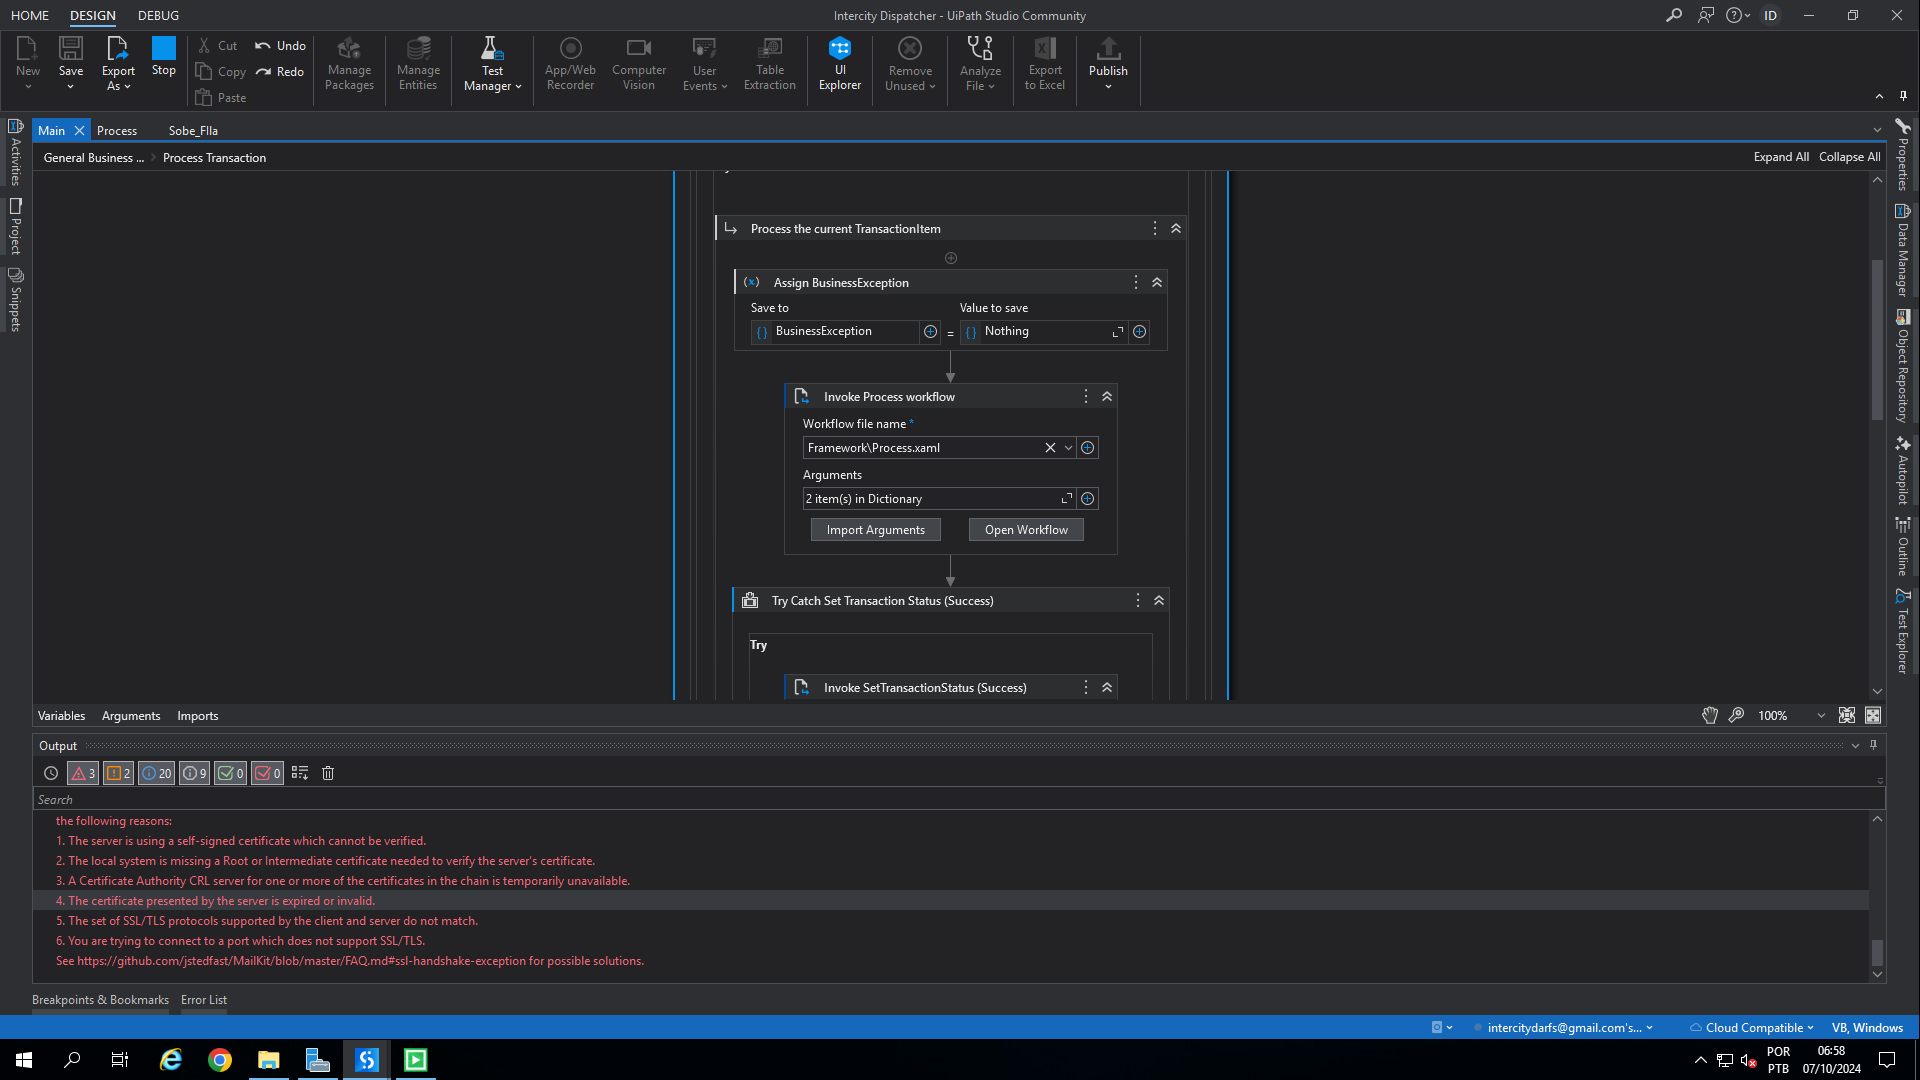 HOME DESIGN DEBUG
Intercity Dispatcher - UiPath Studio Community
ID
New
Save
Export As
Stop
Cut
Copy
Paste
Undo
Redo
Manage Packages
Manage Entities
Test Manager
App/Web Recorder
Computer Vision
User Events
Table Extraction
UI Explorer
Remove Unused
Analyze File
Export to Excel
Publish
Main Process Sobe_FIla
General Business ... Process Transaction
Expand All Collapse All
Activities
Project
Snippets
Process the current TransactionItem
Assign BusinessException
Save to Value to save
BusinessException = Nothing
Invoke Process workflow
Workflow file name *
Framework\Process.xaml
Arguments
2 item(s) in Dictionary
Import Arguments Open Workflow
Try Catch Set Transaction Status (Success)
Try
Invoke SetTransactionStatus (Success)
Properties
Data Manager
Object Repository
Autopilot
Outline
Test Explorer
Variables Arguments Imports
100%
Output
3 2 20 9 0 0
Search
the following reasons:
1. The server is using a self-signed certificate which cannot be verified.
2. The local system is missing a Root or Intermediate certificate needed to verify the server's certificate.
3. A Certificate Authority CRL server for one or more of the certificates in the chain is temporarily unavailable.
4. The certificate presented by the server is expired or invalid.
5. The set of SSL/TLS protocols supported by the client and server do not match.
6. You are trying to connect to a port which does not support SSL/TLS.
See https://github.com/jstedfast/MailKit/blob/master/FAQ.md#ssl-handshake-exception for possible solutions.
Breakpoints & Bookmarks Error List
intercitydarfs@gmail.com's... Cloud Compatible VB, Windows
POR
PTB
06:58
07/10/2024